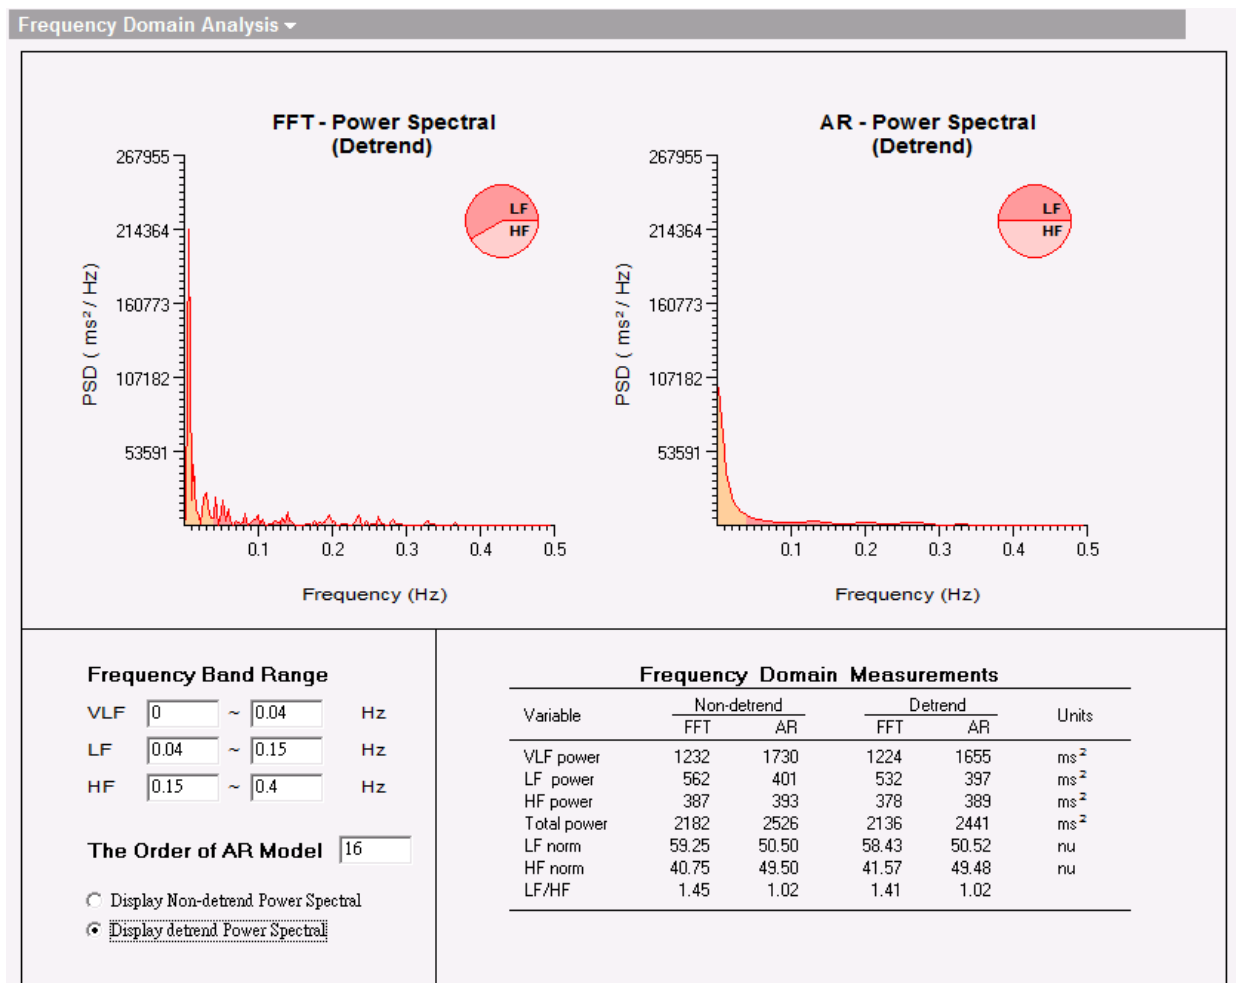 Frequency Domain Analysis
FFT - Power Spectral
(Detrend)
267955
214364
160773
107182
53591
PSD ( ms² / Hz)
LF
HF
0.1 0.2 0.3 0.4 0.5
Frequency (Hz)
AR - Power Spectral
(Detrend)
267955
214364
160773
107182
53591
PSD ( ms² / Hz)
LF
HF
0.1 0.2 0.3 0.4 0.5
Frequency (Hz)
Frequency Band Range
VLF 0 ~ 0.04 Hz
LF 0.04 ~ 0.15 Hz
HF 0.15 ~ 0.4 Hz
The Order of AR Model 16
Display Non-detrend Power Spectral
Display detrend Power Spectral
Frequency Domain Measurements
Variable Non-detrend Detrend Units
FFT AR FFT AR
VLF power 1232 1730 1224 1655 ms²
LF power 562 401 532 397 ms²
HF power 387 393 378 389 ms²
Total power 2182 2526 2136 2441 ms²
LF norm 59.25 50.50 58.43 50.52 nu
HF norm 40.75 49.50 41.57 49.48 nu
LF/HF 1.45 1.02 1.41 1.02